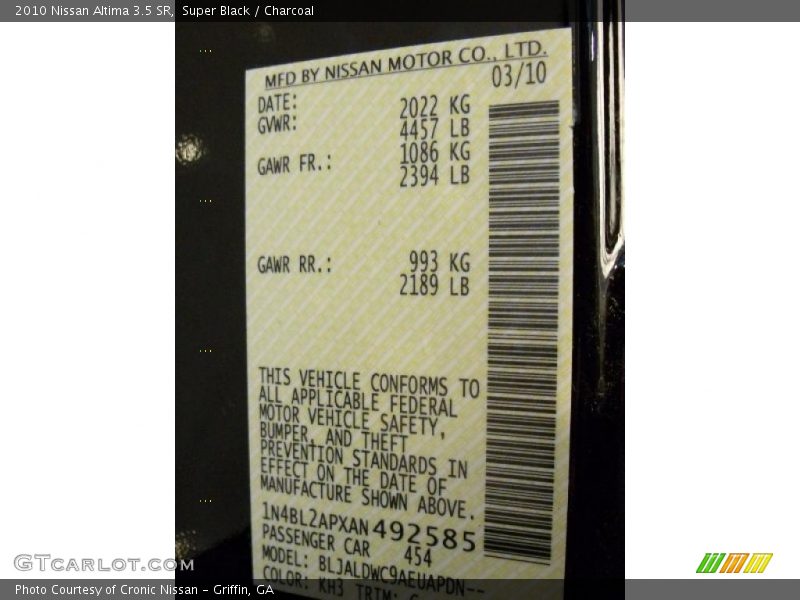 2010 Nissan Altima 3.5 SR, Super Black / Charcoal
MFD BY NISSAN MOTOR CO., LTD.
DATE: 03/10
GVWR: 2022 KG
4457 LB
GAWR FR.: 1086 KG
2394 LB
GAWR RR.: 993 KG
2189 LB
THIS VEHICLE CONFORMS TO
ALL APPLICABLE FEDERAL
MOTOR VEHICLE SAFETY,
BUMPER, AND THEFT
PREVENTION STANDARDS IN
EFFECT ON THE DATE OF
MANUFACTURE SHOWN ABOVE.
1N4BL2APXAN492585
PASSENGER CAR 454
MODEL: BLJALDWC9AEUAPDN--
COLOR: KH3 TRIM:
GTcarlot.com
Photo Courtesy of Cronic Nissan – Griffin, GA